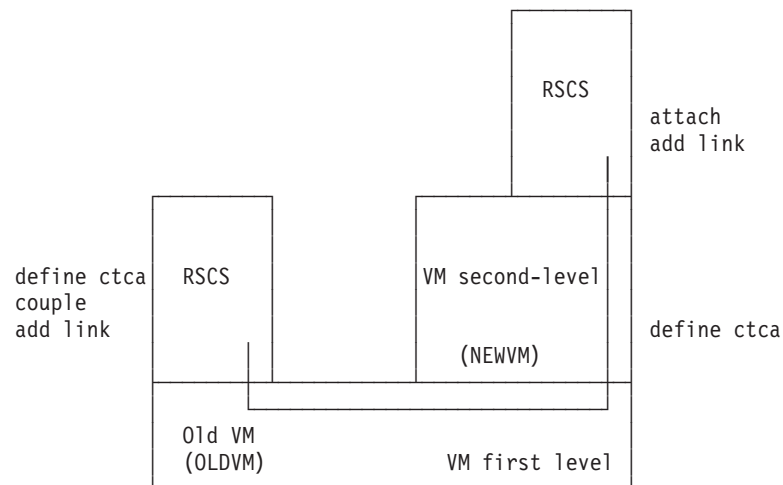 RSCS
attach
add link
define ctca
couple
add link
RSCS
VM second-level
(NEWVM)
define ctca
Old VM
(OLDVM)
VM first level